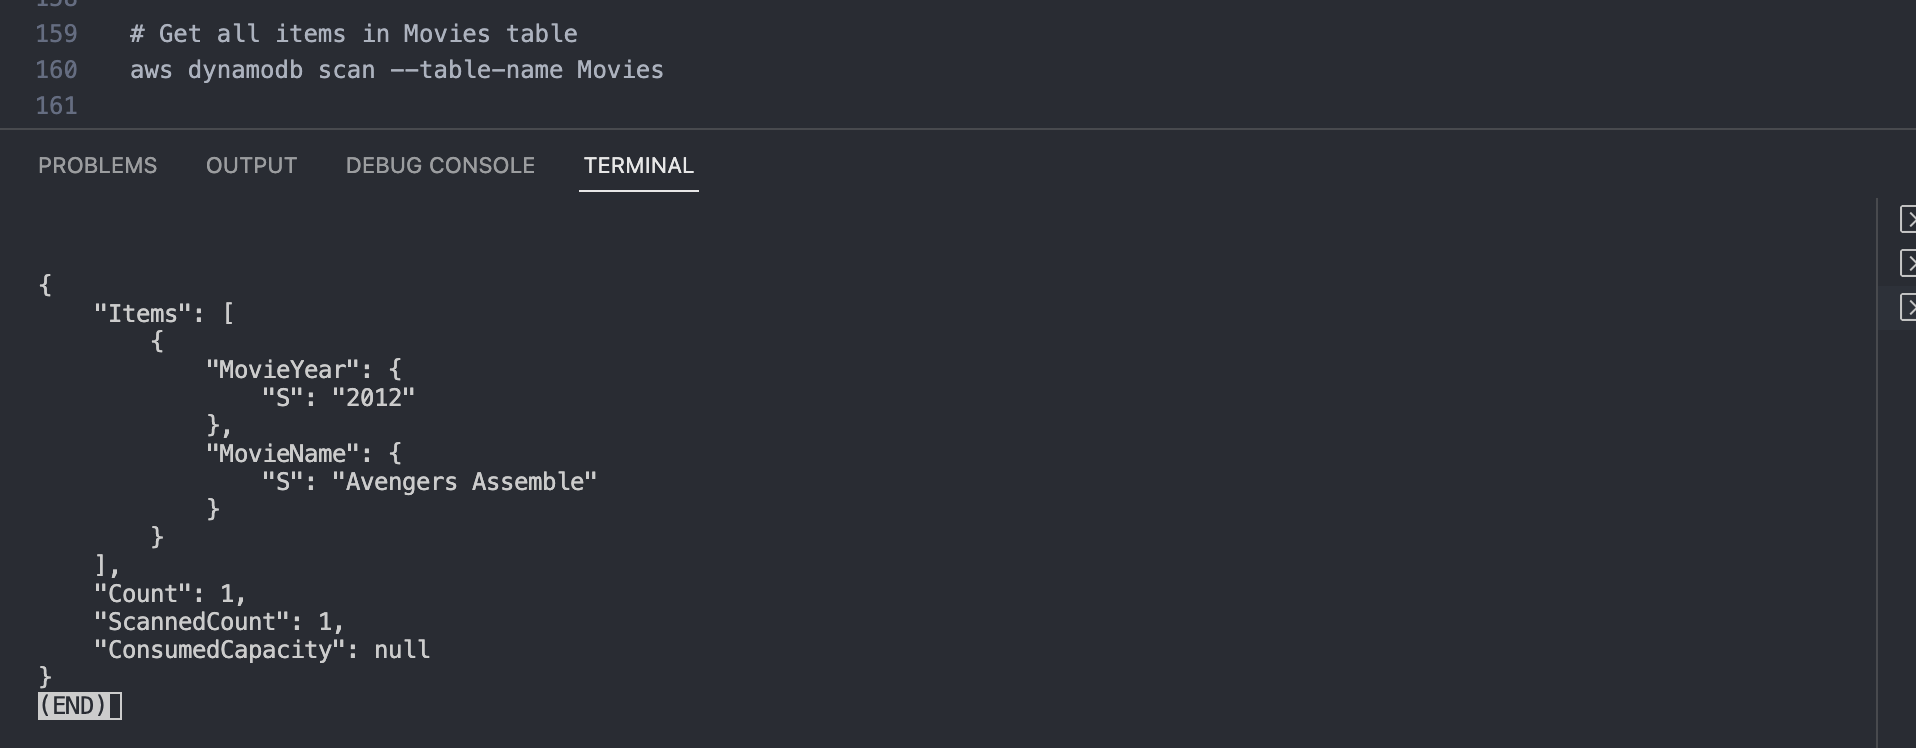 158
159 # Get all items in Movies table
160 aws dynamodb scan --table-name Movies
161
PROBLEMS OUTPUT DEBUG CONSOLE TERMINAL
{
    "Items": [
        {
            "MovieYear": {
                "S": "2012"
            },
            "MovieName": {
                "S": "Avengers Assemble"
            }
        }
    ],
    "Count": 1,
    "ScannedCount": 1,
    "ConsumedCapacity": null
}
(END)